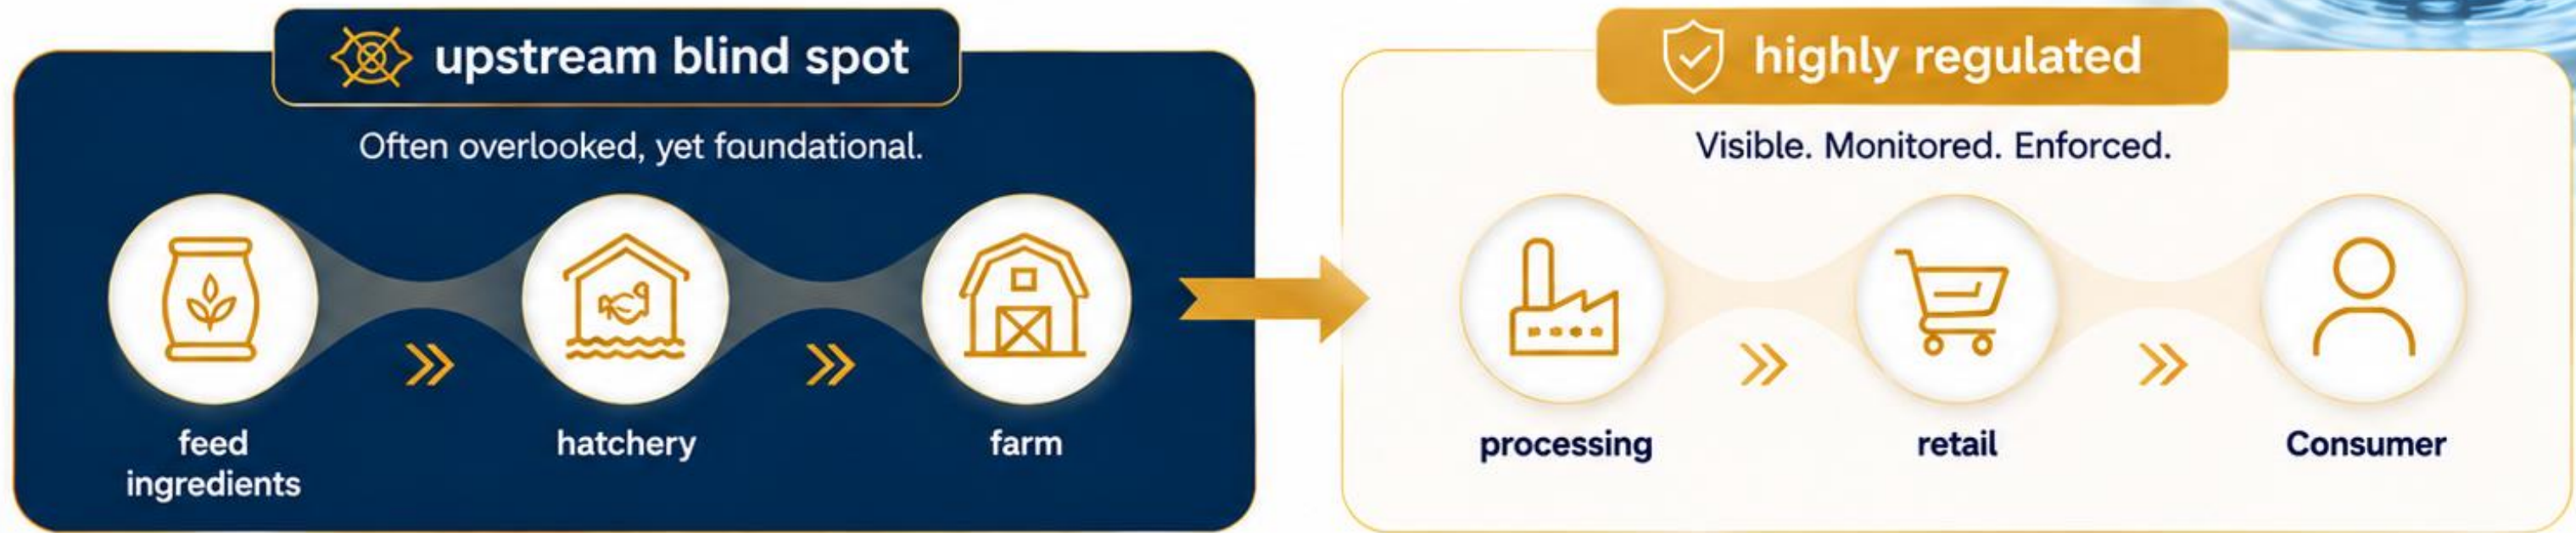 upstream blind spot
Often overlooked, yet foundational.
feed
ingredients
hatchery
farm
highly regulated
Visible. Monitored. Enforced.
processing
retail
Consumer